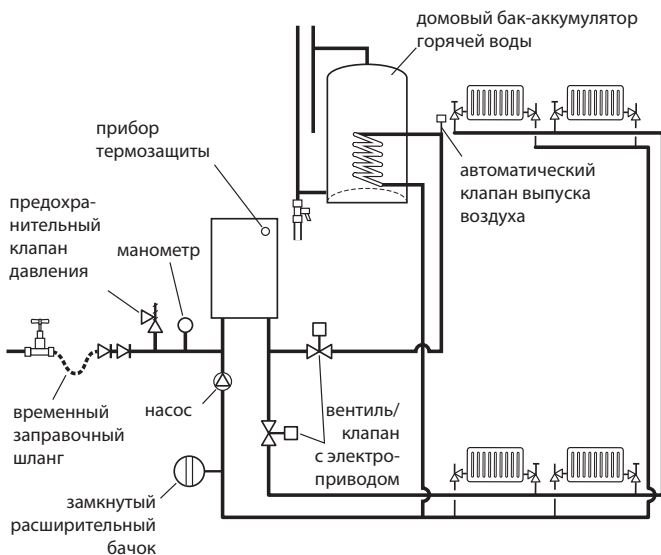 домовый бак-аккумулятор
горячей воды
прибор
термозащиты
автоматический
клапан выпуска
воздуха
предохра-
нительный
клапан
давления
манометр
временный
заправочный
шланг
насос
вентиль/
клапан
с электро-
приводом
замкнутый
расширительный
бачок